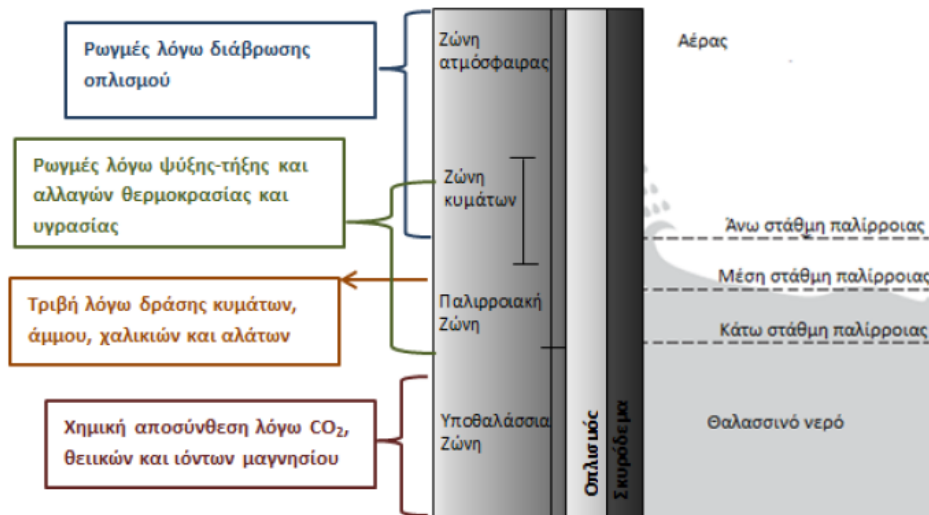 Ρωγμές λόγω διάβρωσης
οπλισμού
Ρωγμές λόγω ψύξης-τήξης και
αλλαγών θερμοκρασίας και
υγρασίας
Τριβή λόγω δράσης κυμάτων,
άμμου, χαλικιών και αλάτων
Χημική αποσύνθεση λόγω CO₂,
θειικών και ιόντων μαγνησίου
Ζώνη
ατμόσφαιρας
Ζώνη
κυμάτων
Παλιρροιακή
Ζώνη
Υποθαλάσσια
Ζώνη
Οπλισμός
Σκυρόδεμα
Αέρας
Άνω στάθμη παλίρροιας
Μέση στάθμη παλίρροιας
Κάτω στάθμη παλίρροιας
Θαλασσινό νερό